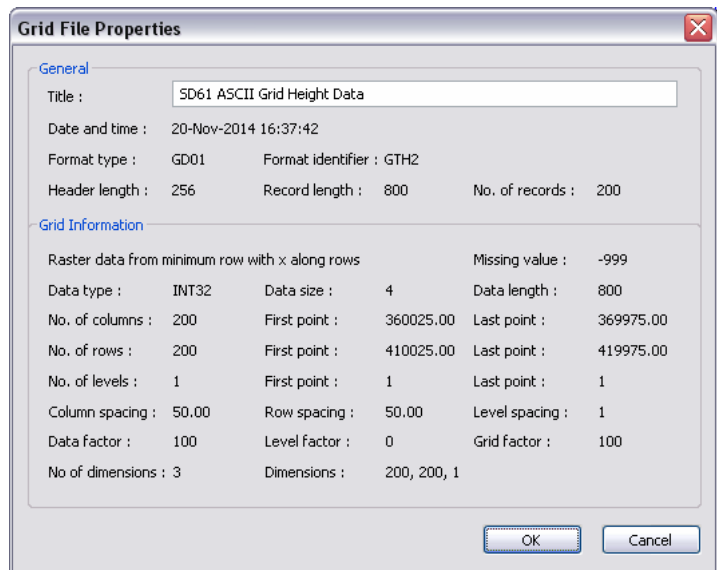 Grid File Properties
General
Title : SD61 ASCII Grid Height Data
Date and time : 20-Nov-2014 16:37:42
Format type : GD01 Format identifier : GTH2
Header length : 256 Record length : 800 No. of records : 200
Grid Information
Raster data from minimum row with x along rows Missing value : -999
Data type : INT32 Data size : 4 Data length : 800
No. of columns : 200 First point : 360025.00 Last point : 369975.00
No. of rows : 200 First point : 410025.00 Last point : 419975.00
No. of levels : 1 First point : 1 Last point : 1
Column spacing : 50.00 Row spacing : 50.00 Level spacing : 1
Data factor : 100 Level factor : 0 Grid factor : 100
No of dimensions : 3 Dimensions : 200, 200, 1
OK Cancel